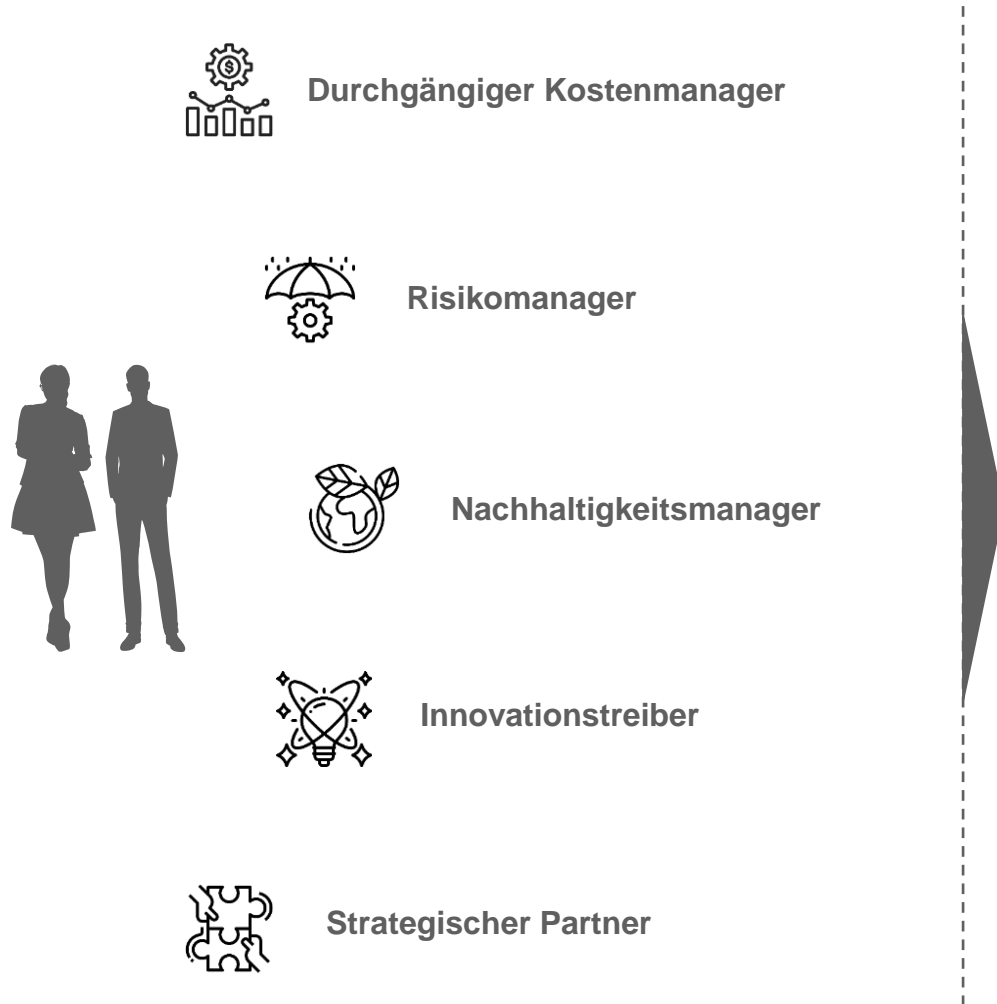 Durchgängiger Kostenmanager
Risikomanager
Nachhaltigkeitsmanager
Innovationstreiber
Strategischer Partner